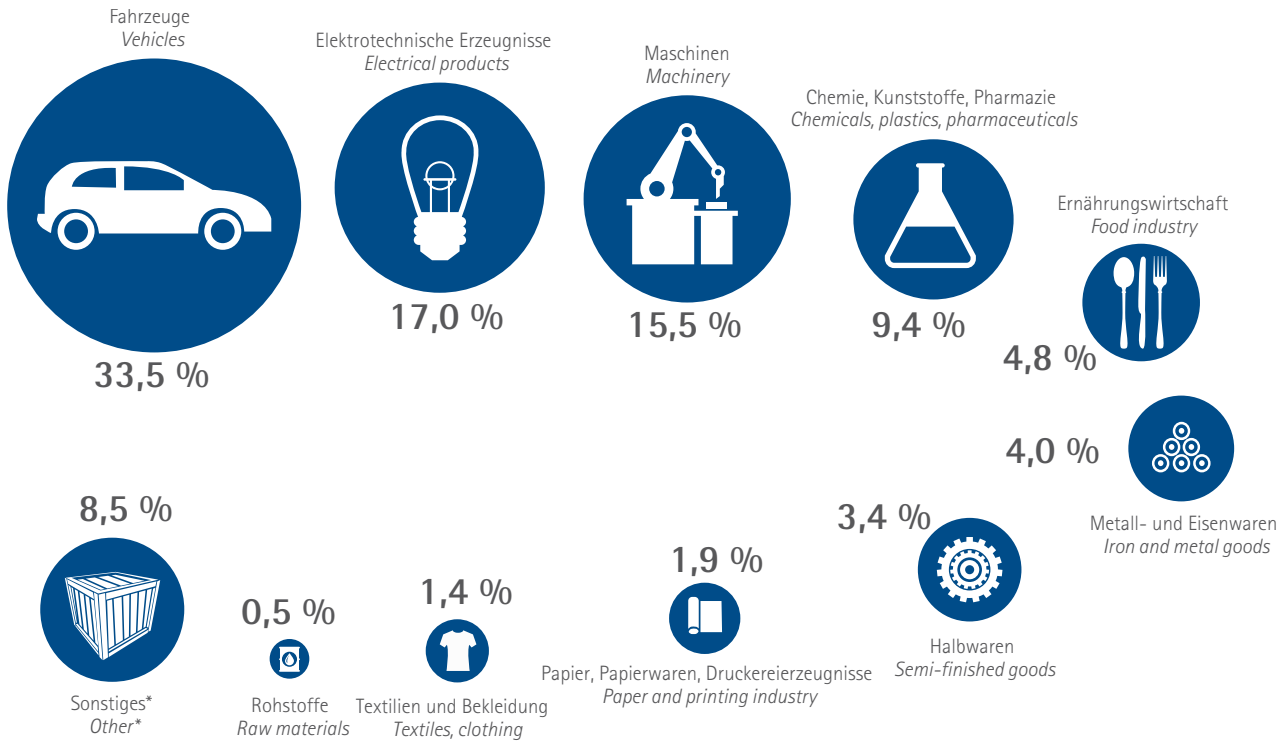 Fahrzeuge
Vehicles
33,5 %
Elektrotechnische Erzeugnisse
Electrical products
17,0 %
Maschinen
Machinery
15,5 %
Chemie, Kunststoffe, Pharmazie
Chemicals, plastics, pharmaceuticals
9,4 %
Ernährungswirtschaft
Food industry
4,8 %
4,0 %
Metall- und Eisenwaren
Iron and metal goods
3,4 %
Halbwaren
Semi-finished goods
1,9 %
Papier, Papierwaren, Druckereierzeugnisse
Paper and printing industry
1,4 %
Textilien und Bekleidung
Textiles, clothing
0,5 %
Rohstoffe
Raw materials
8,5 %
Sonstiges*
Other*